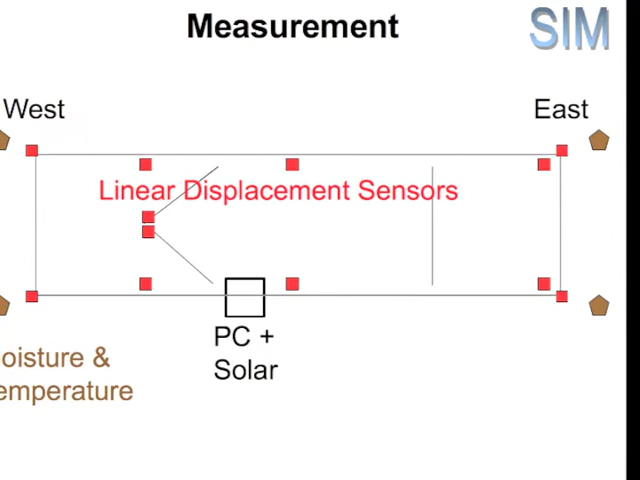 Measurement
SIM
West
East
Linear Displacement Sensors
PC +
Solar
oisture &
emperature